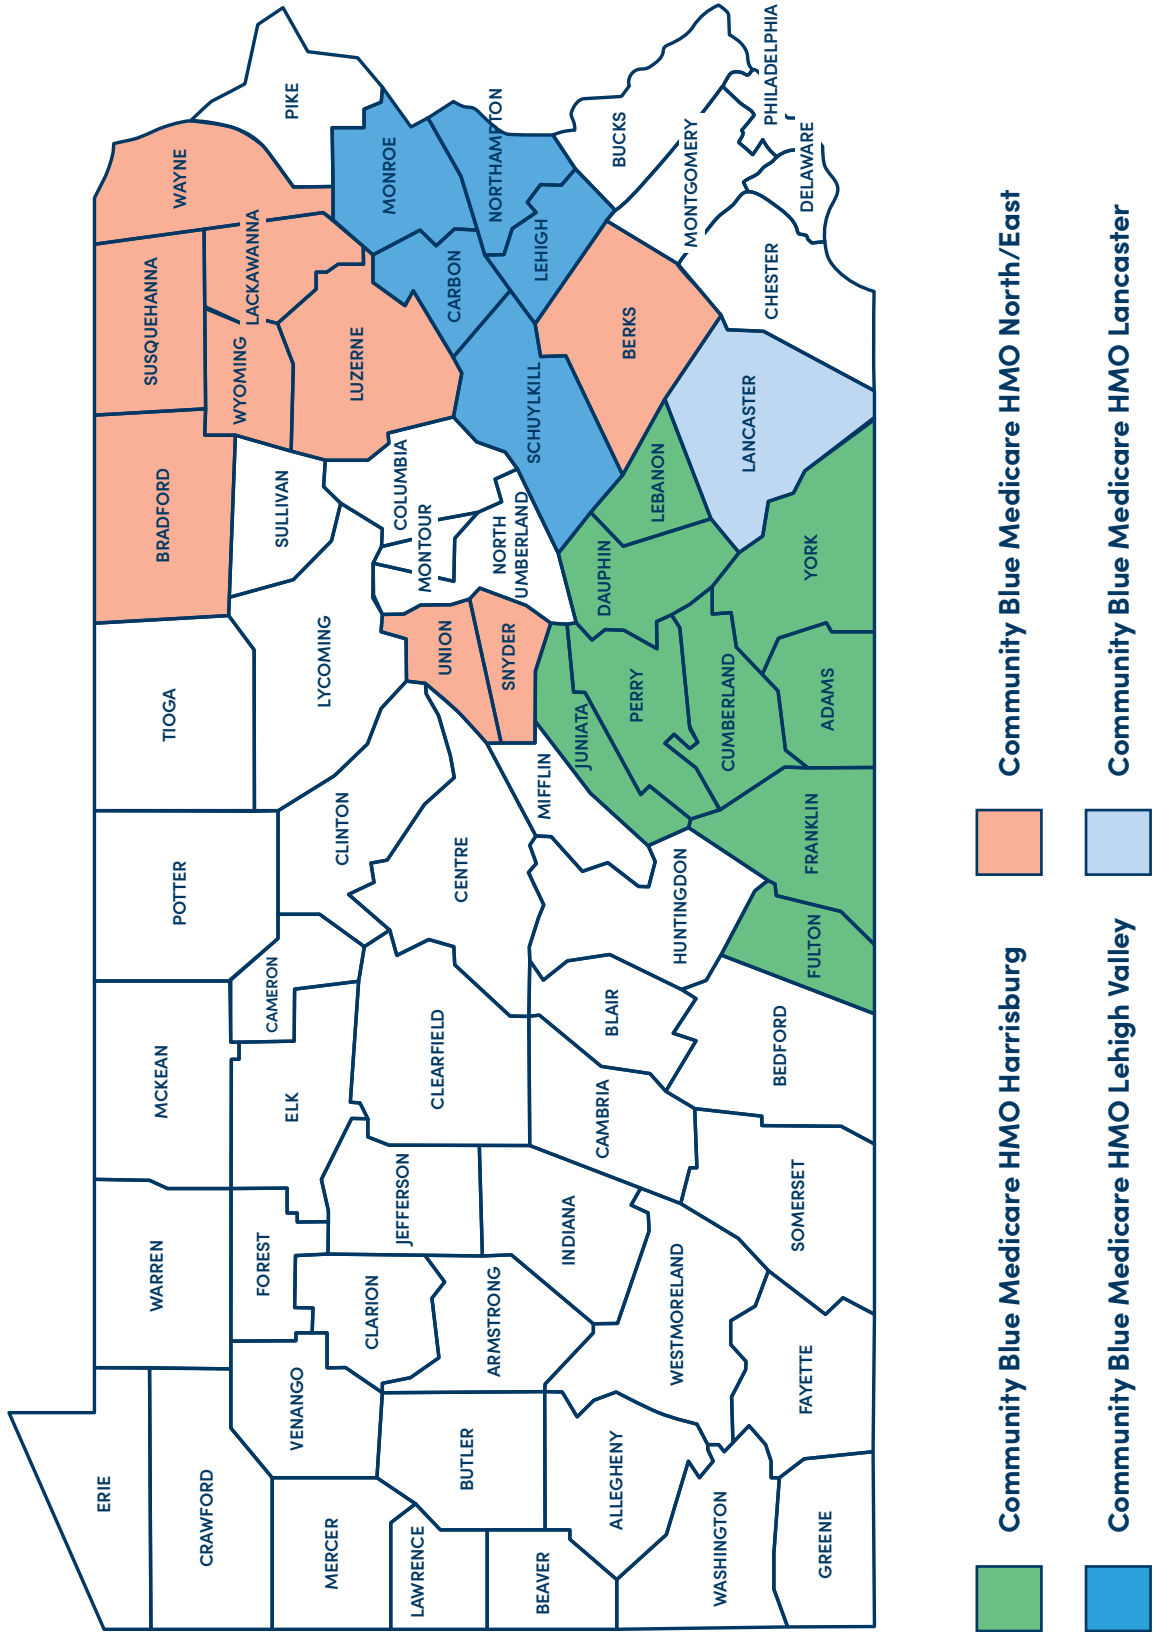 ERIE
CRAWFORD
WARREN
MCKEAN
POTTER
TIOGA
BRADFORD
SUSQUEHANNA
WAYNE
PIKE
MERCER
VENANGO
FOREST
ELK
CAMERON
CLINTON
LYCOMING
SULLIVAN
WYOMING
LACKAWANNA
LUZERNE
MONROE
LAWRENCE
BUTLER
CLARION
JEFFERSON
CLEARFIELD
CENTRE
UNION
MONTOUR
COLUMBIA
CARBON
NORTHAMPTON
BEAVER
ARMSTRONG
INDIANA
CAMBRIA
BLAIR
MIFFLIN
SNYDER
NORTH
UMBERLAND
SCHUYLKILL
LEHIGH
ALLEGHENY
WESTMORELAND
HUNTINGDON
JUNIATA
PERRY
DAUPHIN
LEBANON
BERKS
BUCKS
MONTGOMERY
PHILADELPHIA
WASHINGTON
GREENE
FAYETTE
SOMERSET
BEDFORD
FULTON
FRANKLIN
CUMBERLAND
ADAMS
YORK
LANCASTER
CHESTER
DELAWARE
Community Blue Medicare HMO Harrisburg
Community Blue Medicare HMO North/East
Community Blue Medicare HMO Lehigh Valley
Community Blue Medicare HMO Lancaster